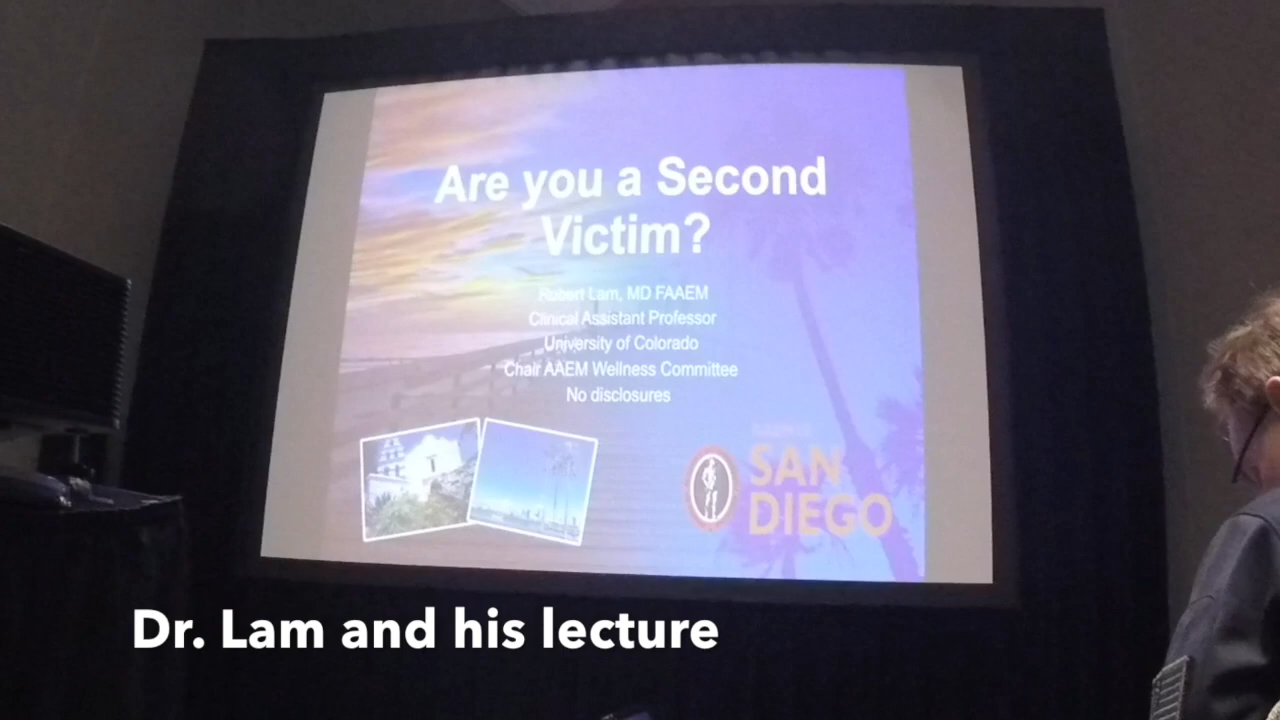 Are you a Second
Victim?
Robert Lam, MD FAAEM
Clinical Assistant Professor
University of Colorado
Chair AAEM Wellness Committee
No disclosures
SAN
DIEGO
Dr. Lam and his lecture